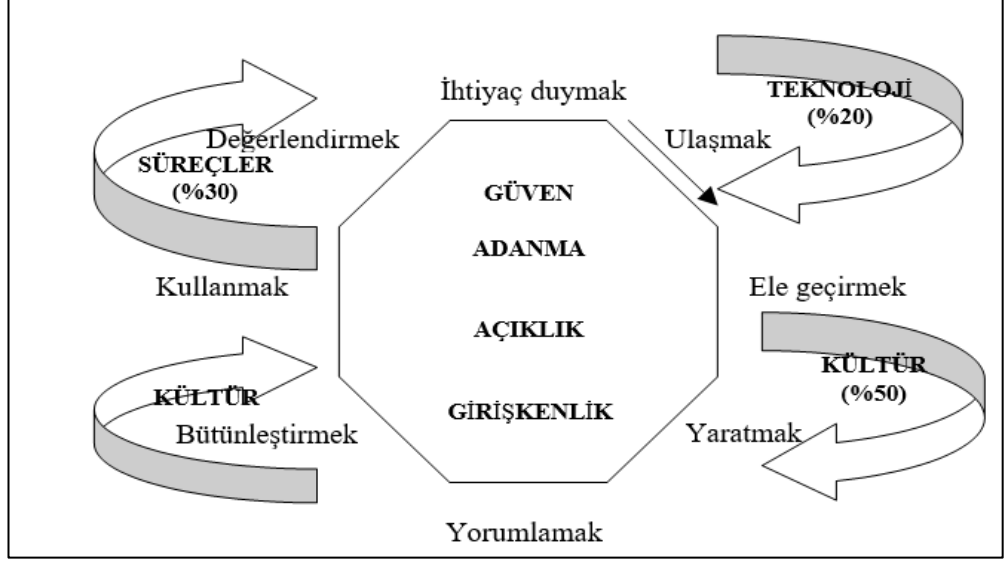 İhtiyaç duymak
TEKNOLOJİ
(%20)
Ulaşmak
Değerlendırmek
SÜREÇLER
(%30)
GÜVEN
ADANMA
AÇIKLIK
GİRİŞKENLİK
Kullanmak
Ele geçirmek
KÜLTÜR
Bütünleştirmek
KÜLTÜR
(%50)
Yaratmak
Yorumlamak